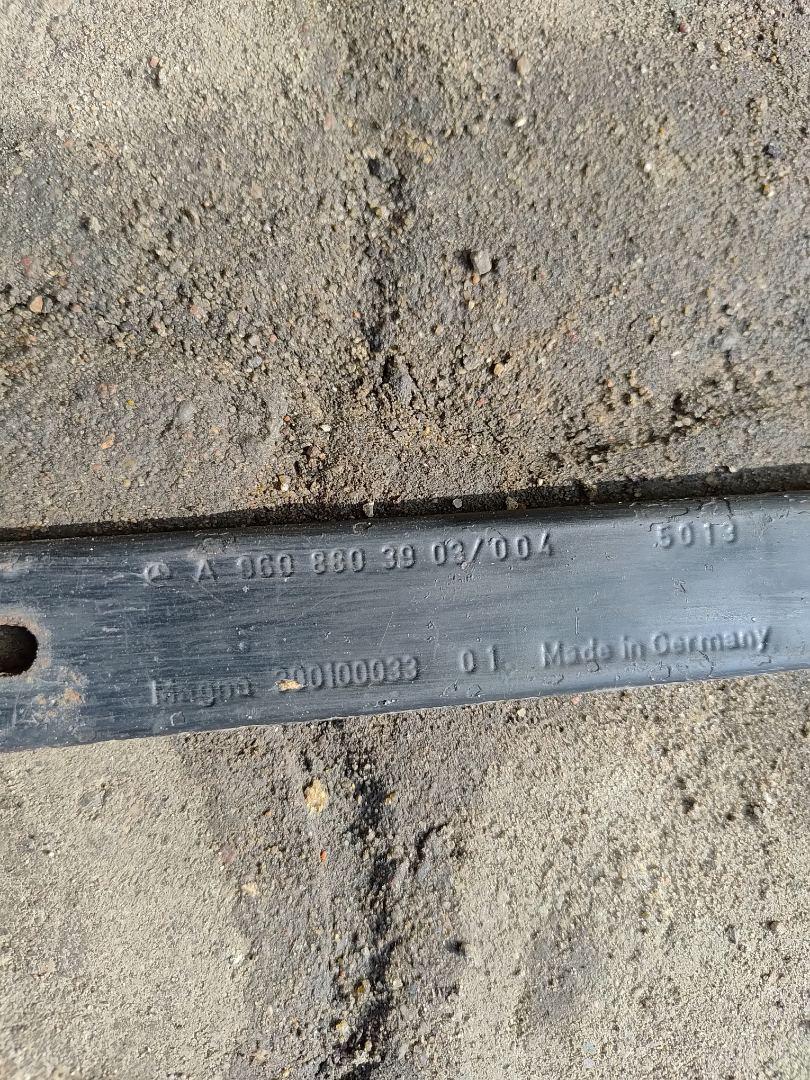 A 960 880 39 03/004 5013
Magna 200100033 01 Made in Germany